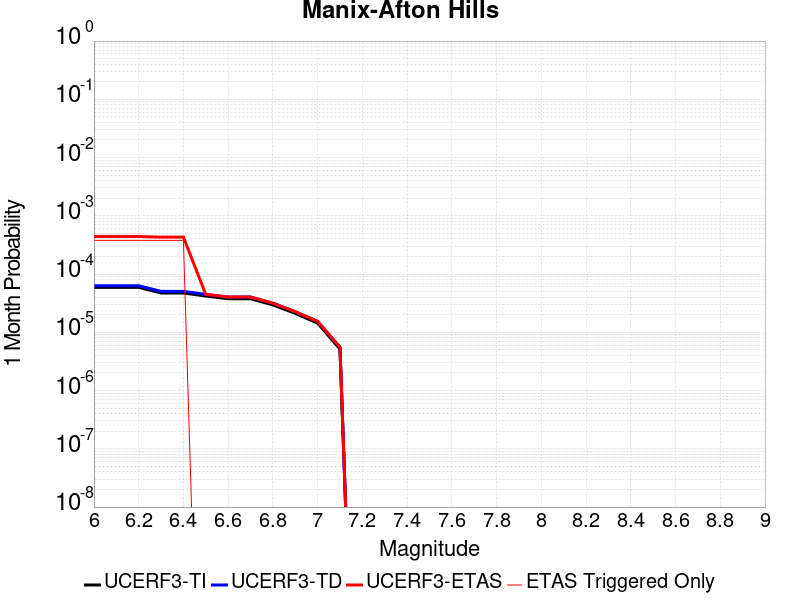 Manix-Afton Hills
10^0
10^-1
10^-2
10^-3
10^-4
10^-5
10^-6
10^-7
10^-8
1 Month Probability
6 6.2 6.4 6.6 6.8 7 7.2 7.4 7.6 7.8 8 8.2 8.4 8.6 8.8 9
Magnitude
UCERF3-TI UCERF3-TD UCERF3-ETAS ETAS Triggered Only